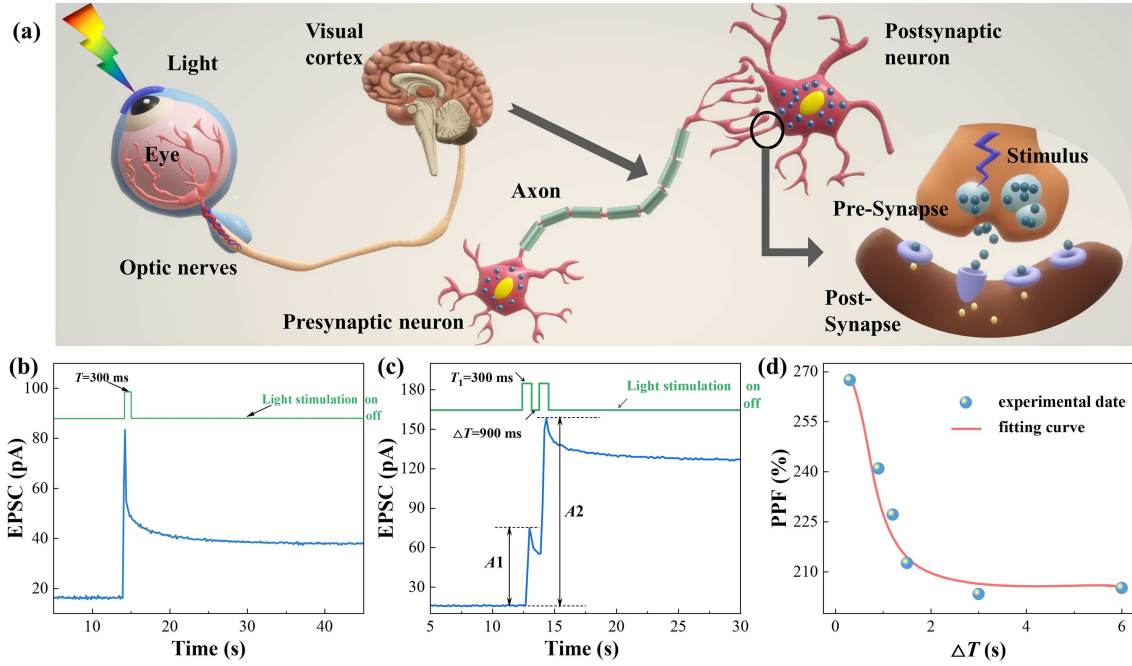 (a)
Light
Visual
cortex
Postsynaptic
neuron
Eye
Stimulus
Axon
Pre-Synapse
Optic nerves
Presynaptic neuron
Post-
Synapse
(b)
T=300 ms
Light stimulation on
off
EPSC (pA)
100
80
60
40
20
10 20 30 40
Time (s)
(c)
T1=300 ms
Light stimulation on
off
△T=900 ms
A1
A2
EPSC (pA)
180
150
120
90
60
30
5 10 15 20 25 30
Time (s)
(d)
experimental date
fitting curve
PPF (%)
270
255
240
225
210
0 2 4 6
△T (s)